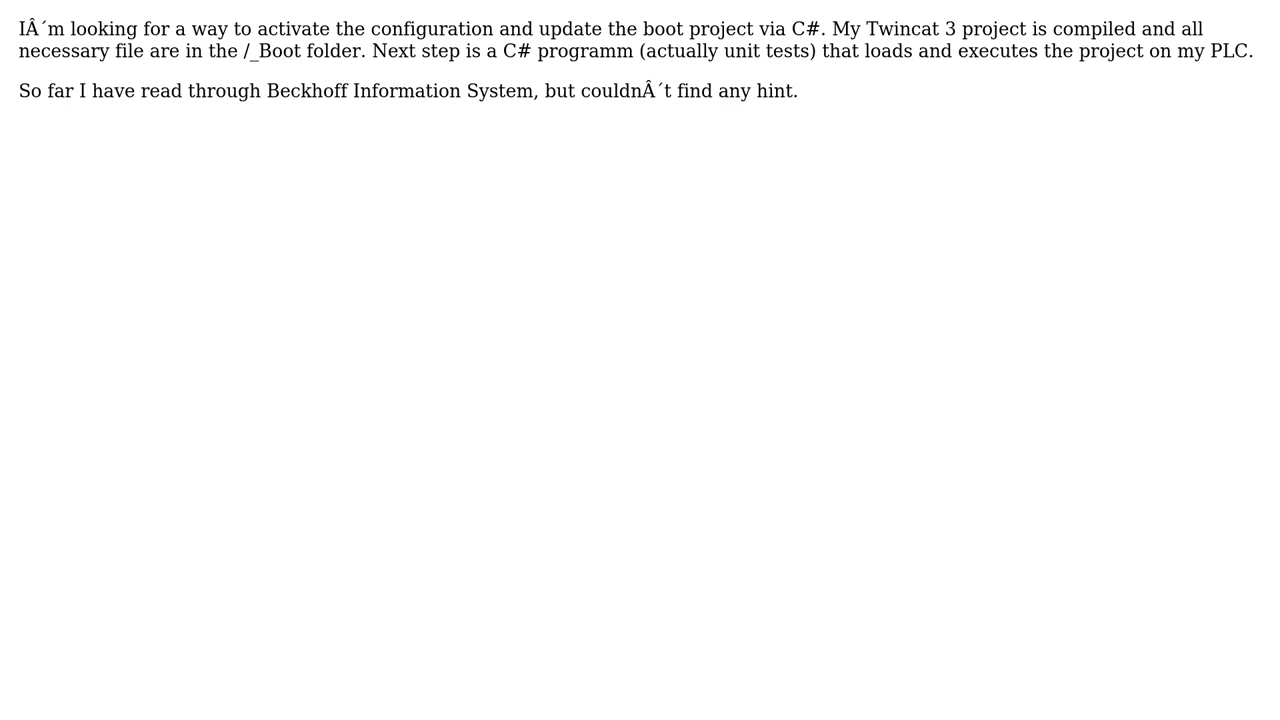 IÂ´m looking for a way to activate the configuration and update the boot project via C#. My Twincat 3 project is compiled and all
necessary file are in the /_Boot folder. Next step is a C# programm (actually unit tests) that loads and executes the project on my PLC.
So far I have read through Beckhoff Information System, but couldnÂ´t find any hint.